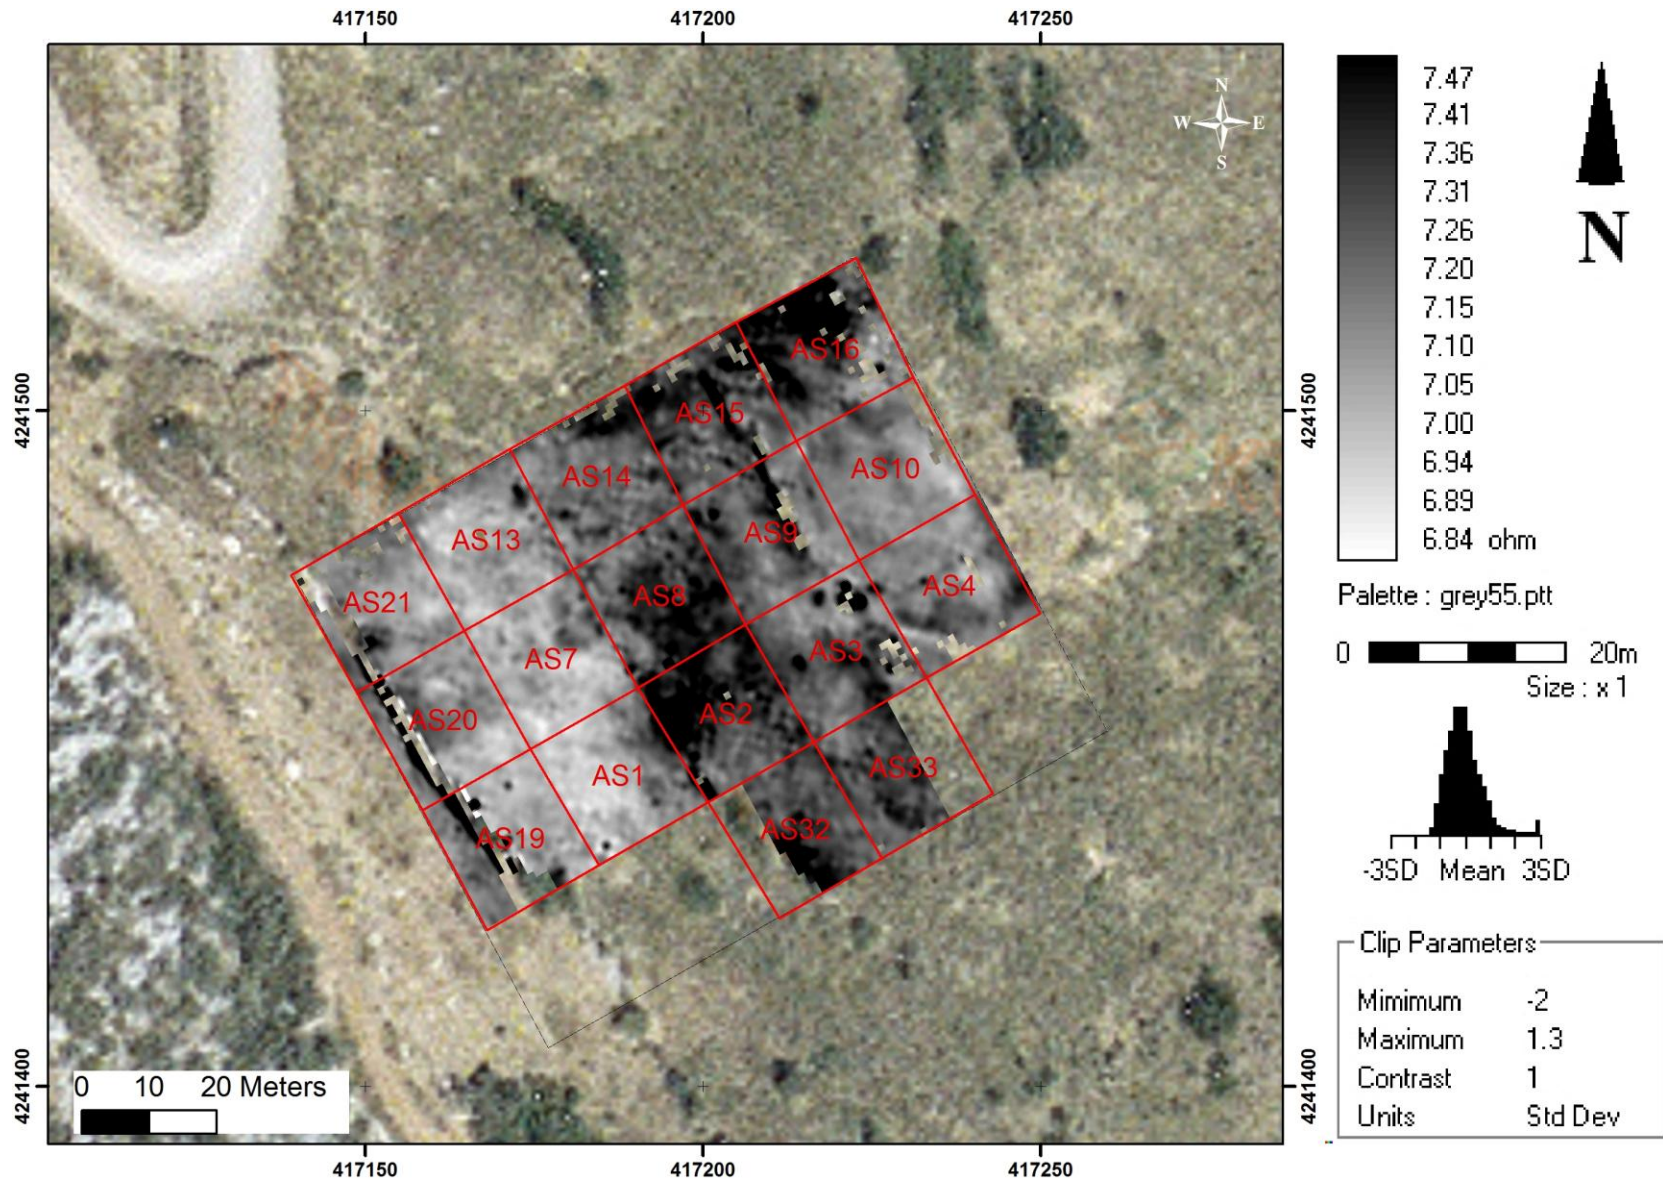 417150 417200 417250
N
W E
S
4241500
4241500
4241400
4241400
AS16
AS15
AS14
AS10
AS13
AS9
AS4
AS21
AS8
AS3
AS7
AS20
AS2
AS33
AS1
AS19
AS32
0 10 20 Meters
417150 417200 417250
7.47
7.41
7.36
7.31
7.26
7.20
7.15
7.10
7.05
7.00
6.94
6.89
6.84 ohm
N
Palette : grey55.ptt
0 20m
Size : x 1
-3SD Mean 3SD
Clip Parameters
Mimimum -2
Maximum 1.3
Contrast 1
Units Std Dev